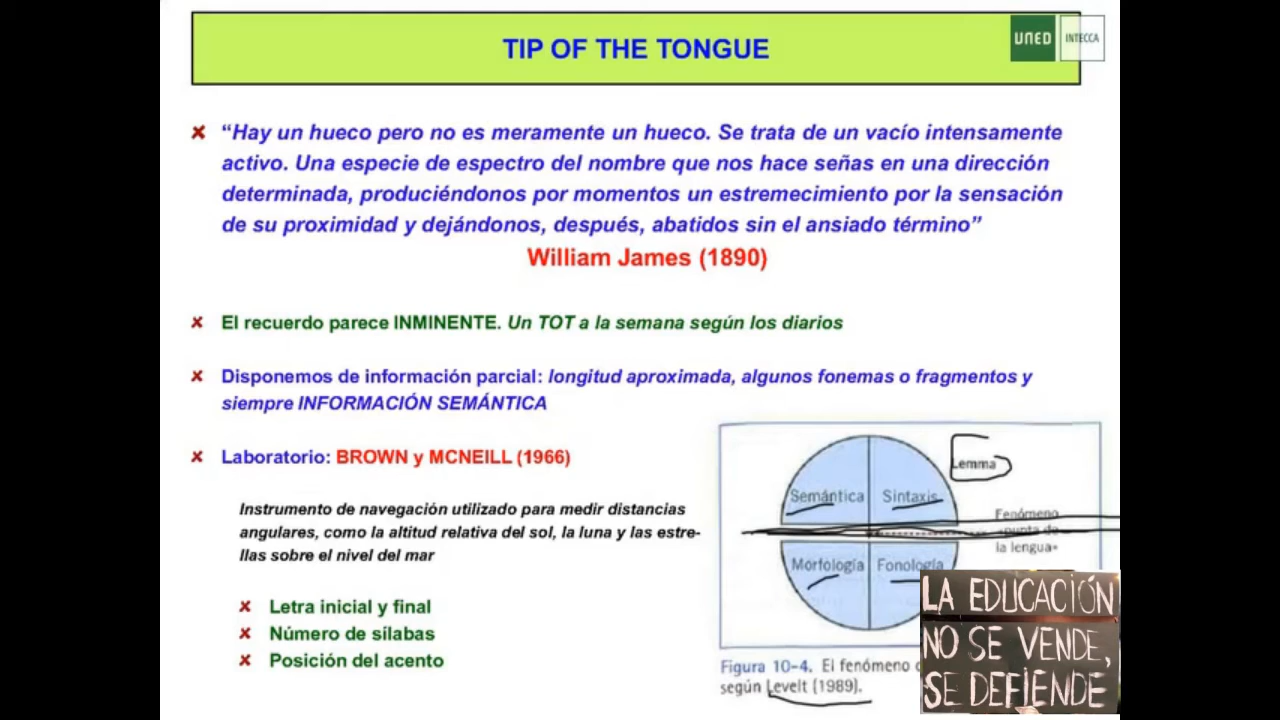 TIP OF THE TONGUE
UNED
INTECCA
"Hay un hueco pero no es meramente un hueco. Se trata de un vacío intensamente
activo. Una especie de espectro del nombre que nos hace señas en una dirección
determinada, produciéndonos por momentos un estremecimiento por la sensación
de su proximidad y dejándonos, después, abatidos sin el ansiado término"
William James (1890)
El recuerdo parece INMINENTE. Un TOT a la semana según los diarios
Disponemos de información parcial: longitud aproximada, algunos fonemas o fragmentos y
siempre INFORMACIÓN SEMÁNTICA
Laboratorio: BROWN y MCNEILL (1966)
Instrumento de navegación utilizado para medir distancias
angulares, como la altitud relativa del sol, la luna y las estre-
llas sobre el nivel del mar
Letra inicial y final
Número de sílabas
Posición del acento
Lemma
Semántica
Sintaxis
Fenómeno
«punta de
la lengua»
Morfología
Fonología
Figura 10-4. El fenómeno
según Levelt (1989).
LA EDUCACIÓN
NO SE VENDE,
SE DEFIENDE